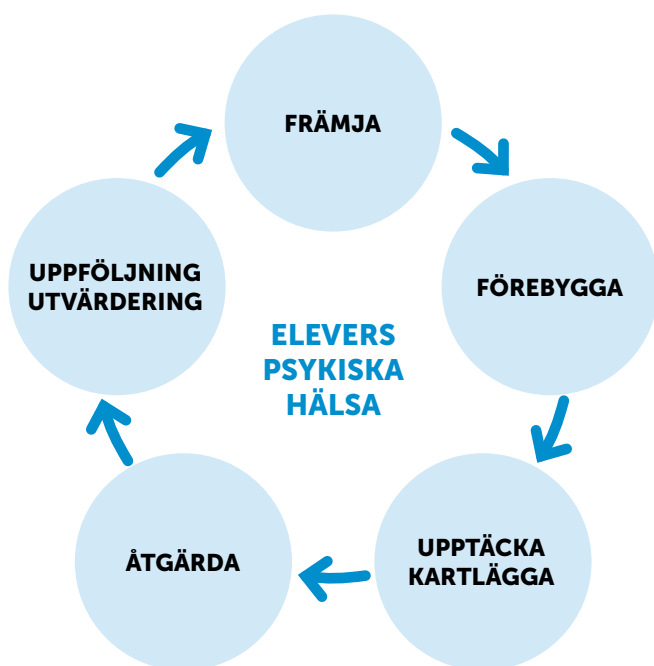 FRÄMJA
FÖREBYGGA
UPPTÄCKA
KARTLÄGGA
ÅTGÄRDA
UPPFÖLJNING
UTVÄRDERING
ELEVERS
PSYKISKA
HÄLSA